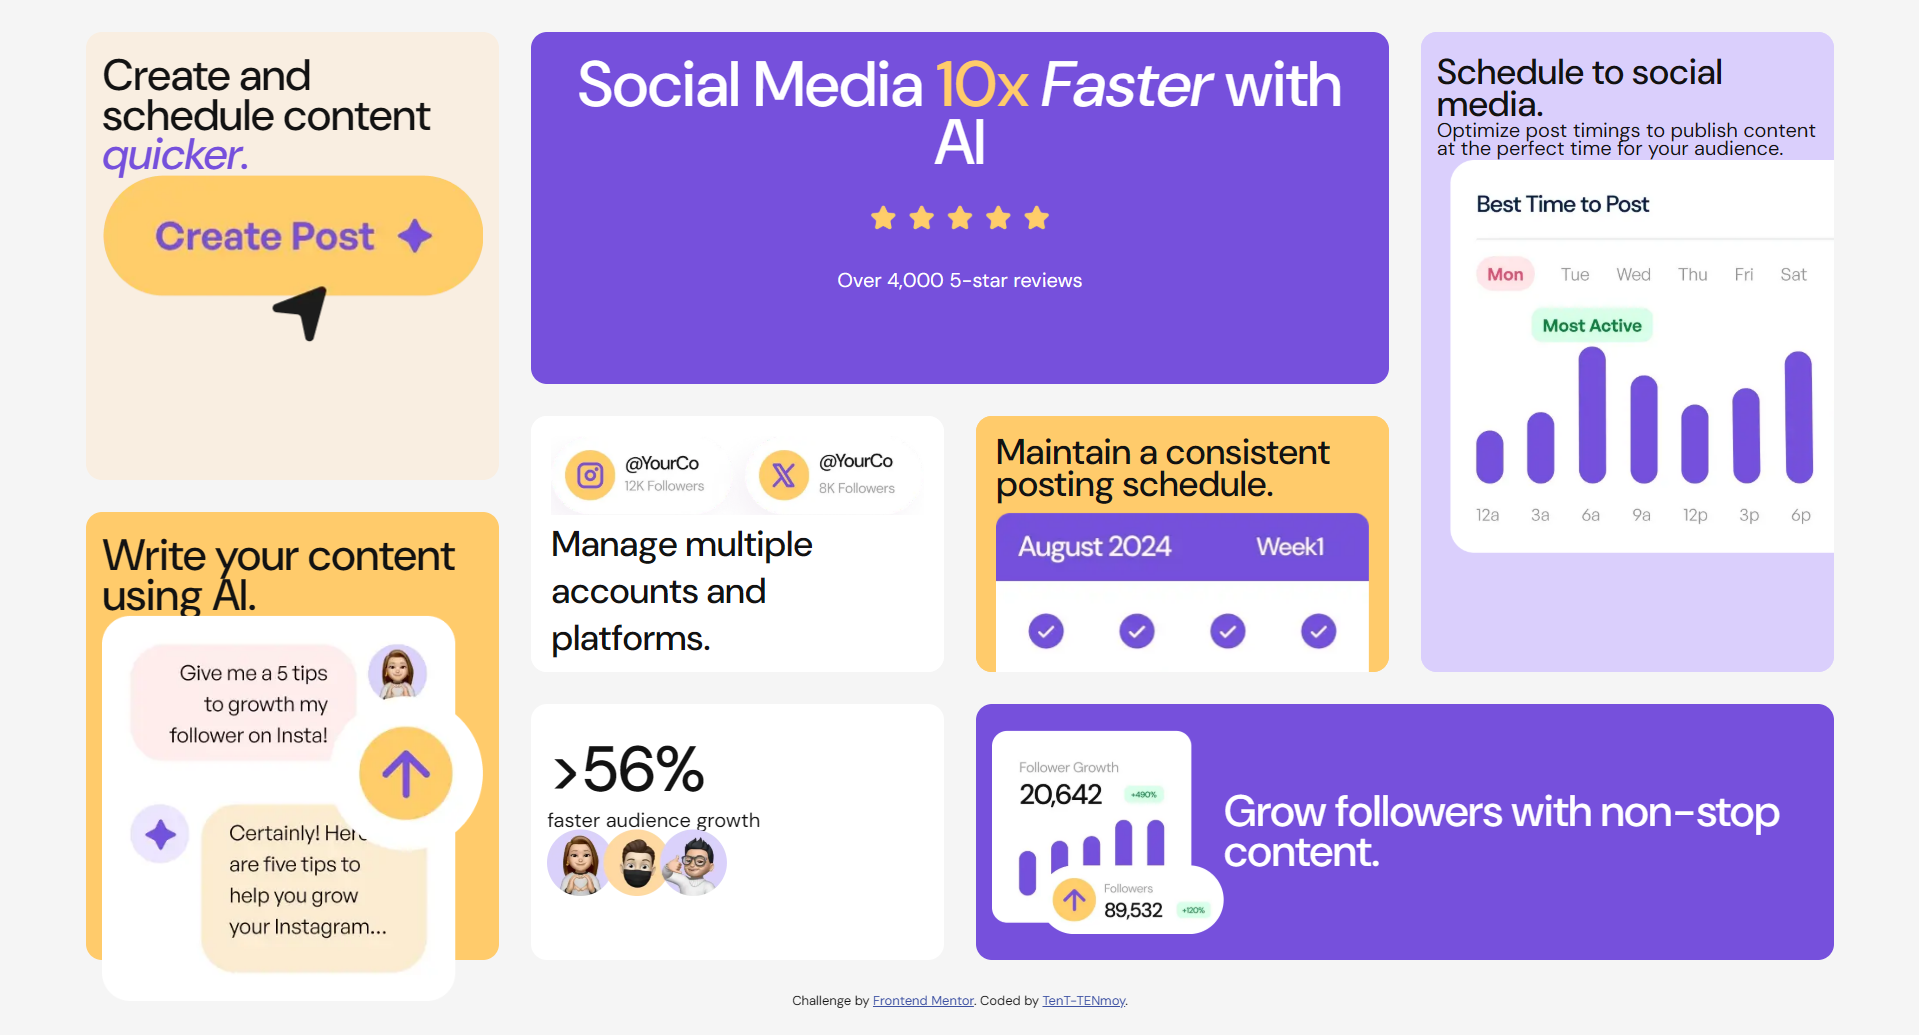 Create and
schedule content
quicker.
Create Post
Social Media 10x Faster with
AI
Over 4,000 5-star reviews
Schedule to social
media.
Optimize post timings to publish content
at the perfect time for your audience.
Best Time to Post
Mon Tue Wed Thu Fri Sat
Most Active
12a 3a 6a 9a 12p 3p 6p
@YourCo
12K Followers
@YourCo
8K Followers
Manage multiple
accounts and
platforms.
Maintain a consistent
posting schedule.
August 2024 Week1
Write your content
using AI.
Give me a 5 tips
to growth my
follower on Insta!
Certainly! Here
are five tips to
help you grow
your Instagram...
>56%
faster audience growth
Follower Growth
20,642 +490%
Followers
89,532 +120%
Grow followers with non-stop
content.
Challenge by Frontend Mentor. Coded by TenT-TENmoy.